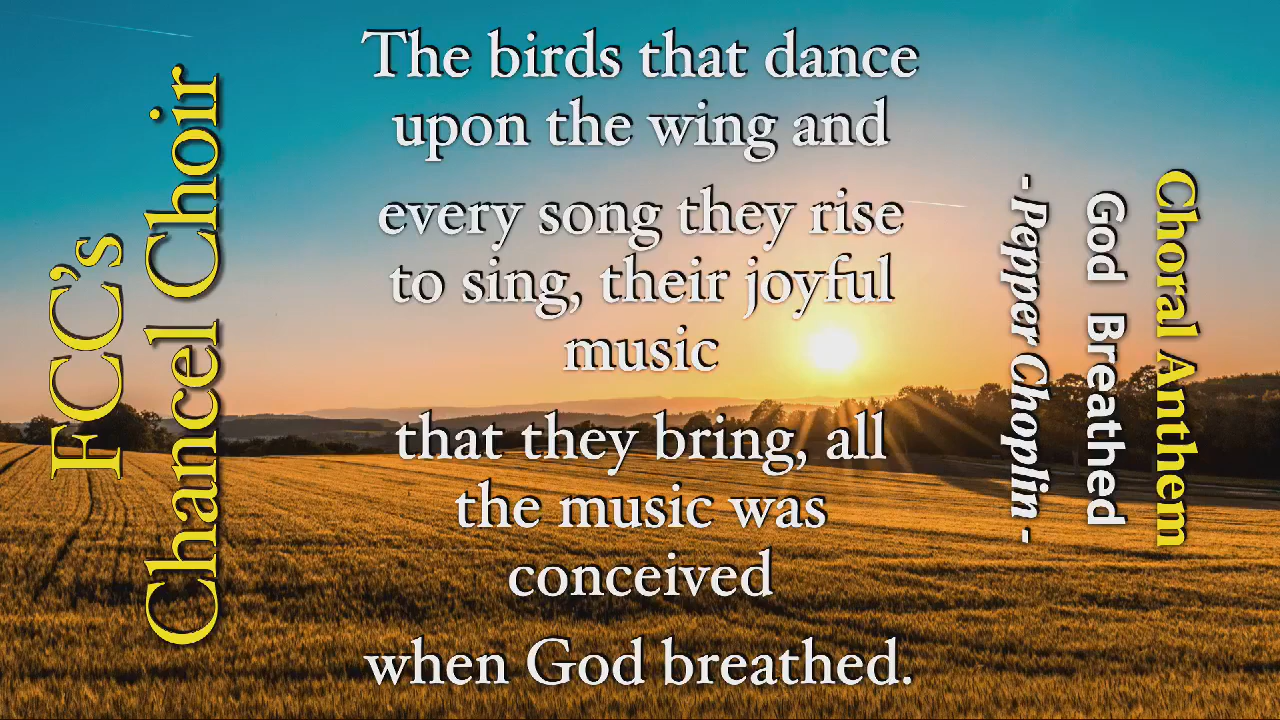 FCC's
Chancel Choir
The birds that dance
upon the wing and
every song they rise
to sing, their joyful
music
that they bring, all
the music was
conceived
when God breathed.
Choral Anthem
God Breathed
- Pepper Choplin -